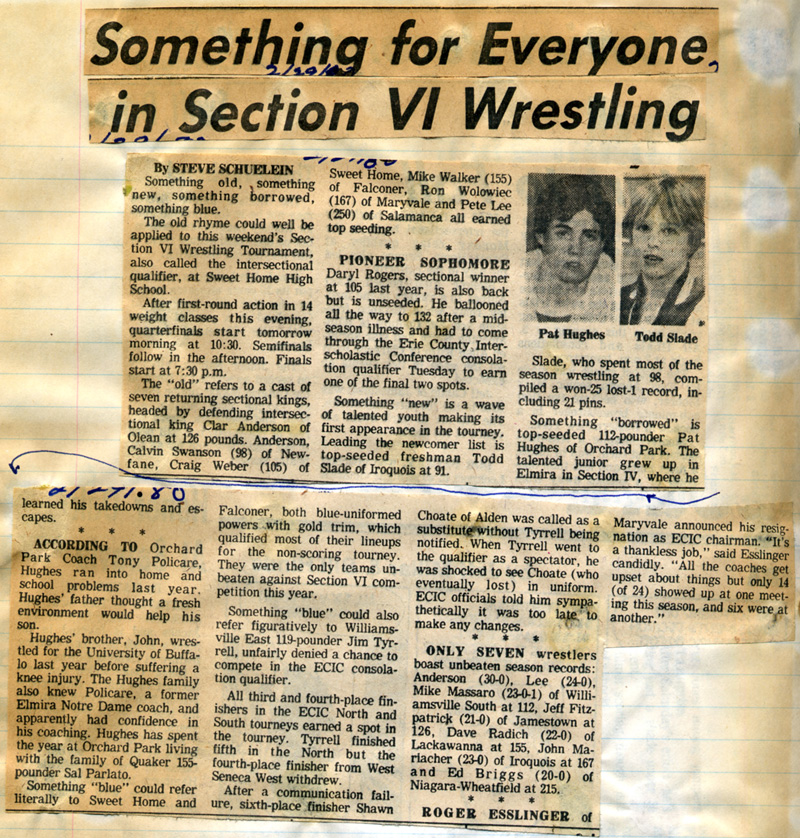 Something for Everyone
in Section VI Wrestling
By STEVE SCHUELEIN
Something old, something
new, something borrowed,
something blue.
The old rhyme could well be
applied to this weekend's Sec-
tion VI Wrestling Tournament,
also called the intersectional
qualifier, at Sweet Home High
School.
After first-round action in 14
weight classes this evening,
quarterfinals start tomorrow
morning at 10:30. Semifinals
follow in the afternoon. Finals
start at 7:30 p.m.
The "old" refers to a cast of
seven returning sectional kings,
headed by defending intersec-
tional king Clar Anderson of
Olean at 126 pounds. Anderson,
Calvin Swanson (98) of New-
fane, Craig Weber (105) of
Sweet Home, Mike Walker (155)
of Falconer, Ron Wolowiec
(167) of Maryvale and Pete Lee
(250) of Salamanca all earned
top seeding.
* * *
PIONEER SOPHOMORE
Daryl Rogers, sectional winner
at 105 last year, is also back
but is unseeded. He ballooned
all the way to 132 after a mid-
season illness and had to come
through the Erie County Inter-
scholastic Conference consola-
tion qualifier Tuesday to earn
one of the final two spots.
Something "new" is a wave
of talented youth making its
first appearance in the tourney.
Leading the newcomer list is
top-seeded freshman Todd
Slade of Iroquois at 91.
Pat Hughes
Todd Slade
Slade, who spent most of the
season wrestling at 98, com-
piled a won-25 lost-1 record, in-
cluding 21 pins.
Something "borrowed" is
top-seeded 112-pounder Pat
Hughes of Orchard Park. The
talented junior grew up in
Elmira in Section IV, where he
learned his takedowns and es-
capes.
* * *
ACCORDING TO Orchard
Park Coach Tony Policare,
Hughes ran into home and
school problems last year.
Hughes' father thought a fresh
environment would help his
son.
Hughes' brother, John, wres-
tled for the University of Buffa-
lo last year before suffering a
knee injury. The Hughes family
also knew Policare, a former
Elmira Notre Dame coach, and
apparently had confidence in
his coaching. Hughes has spent
the year at Orchard Park living
with the family of Quaker 155-
pounder Sal Parlato.
Something "blue" could refer
literally to Sweet Home and
Falconer, both blue-uniformed
powers with gold trim, which
qualified most of their lineups
for the non-scoring tourney.
They were the only teams un-
beaten against Section VI com-
petition this year.
Something "blue" could also
refer figuratively to Williams-
ville East 119-pounder Jim Tyr-
rell, unfairly denied a chance to
compete in the ECIC consola-
tion qualifier.
All third and fourth-place fin-
ishers in the ECIC North and
South tourneys earned a spot in
the tourney. Tyrrell finished
fifth in the North but the
fourth-place finisher from West
Seneca West withdrew.
After a communication fail-
ure, sixth-place finisher Shawn
Choate of Alden was called as a
substitute without Tyrrell being
notified. When Tyrrell went to
the qualifier as a spectator, he
was shocked to see Choate (who
eventually lost) in uniform.
ECIC officials told him sympa-
thetically it was too late to
make any changes.
* * *
ONLY SEVEN wrestlers
boast unbeaten season records:
Anderson (30-0), Lee (24-0),
Mike Massaro (23-0-1) of Willi-
amsville South at 112, Jeff Fitz-
patrick (21-0) of Jamestown at
126, Dave Radich (22-0) of
Lackawanna at 155, John Ma-
riacher (23-0) of Iroquois at 167
and Ed Briggs (20-0) of
Niagara-Wheatfield at 215.
* * *
ROGER ESSLINGER of
Maryvale announced his resig-
nation as ECIC chairman. "It's
a thankless job," said Esslinger
candidly. "All the coaches get
upset about things but only 14
(of 24) showed up at one meet-
ing this season, and six were at
another."